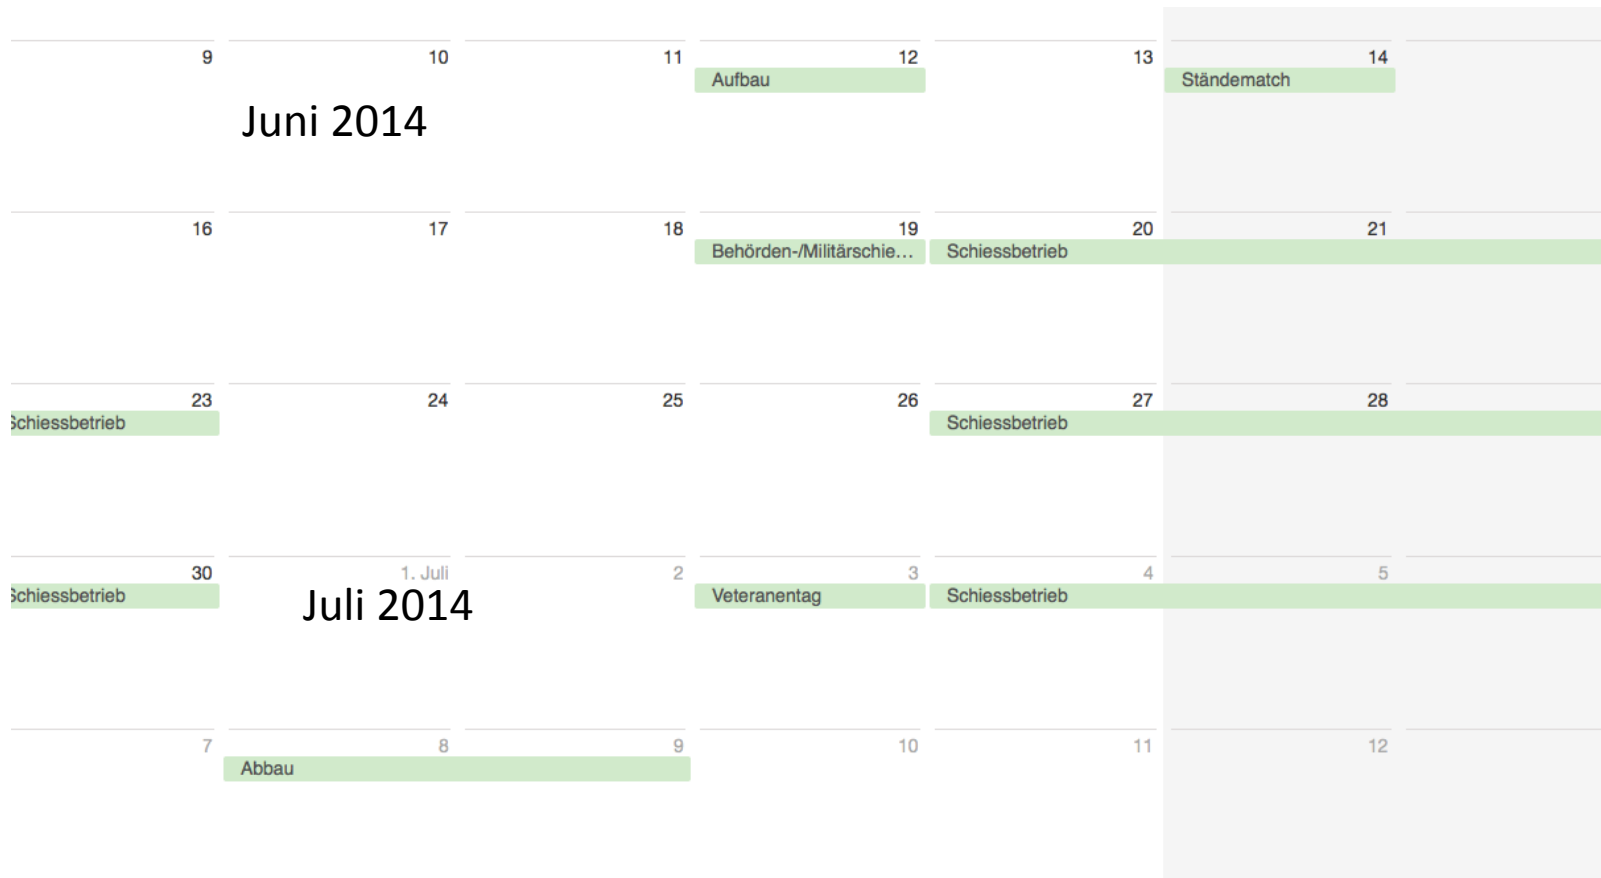 9 10 11 12 13 14
Aufbau Ständematch
Juni 2014
16 17 18 19 20 21
Behörden-/Militärschie... Schiessbetrieb
23 24 25 26 27 28
Schiessbetrieb Schiessbetrieb
30 1. Juli 2 3 4 5
Schiessbetrieb Veteranentag Schiessbetrieb
Juli 2014
7 8 9 10 11 12
Abbau